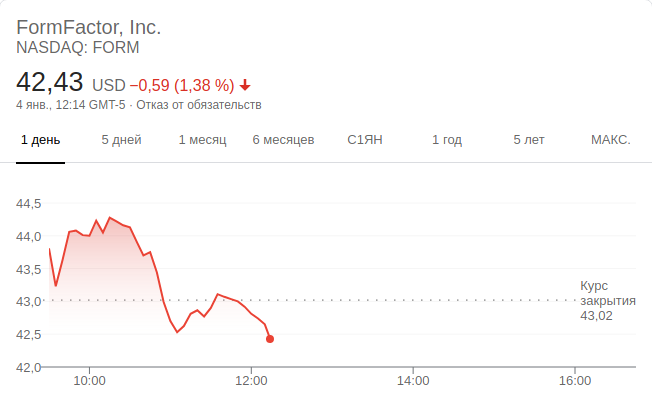 FormFactor, Inc.
NASDAQ: FORM
42,43 USD −0,59 (1,38 %)
4 янв., 12:14 GMT-5 · Отказ от обязательств
1 день 5 дней 1 месяц 6 месяцев С1ЯН 1 год 5 лет МАКС.
44,5
44,0
43,5
43,0
42,5
42,0
Курс
закрытия
43,02
10:00 12:00 14:00 16:00